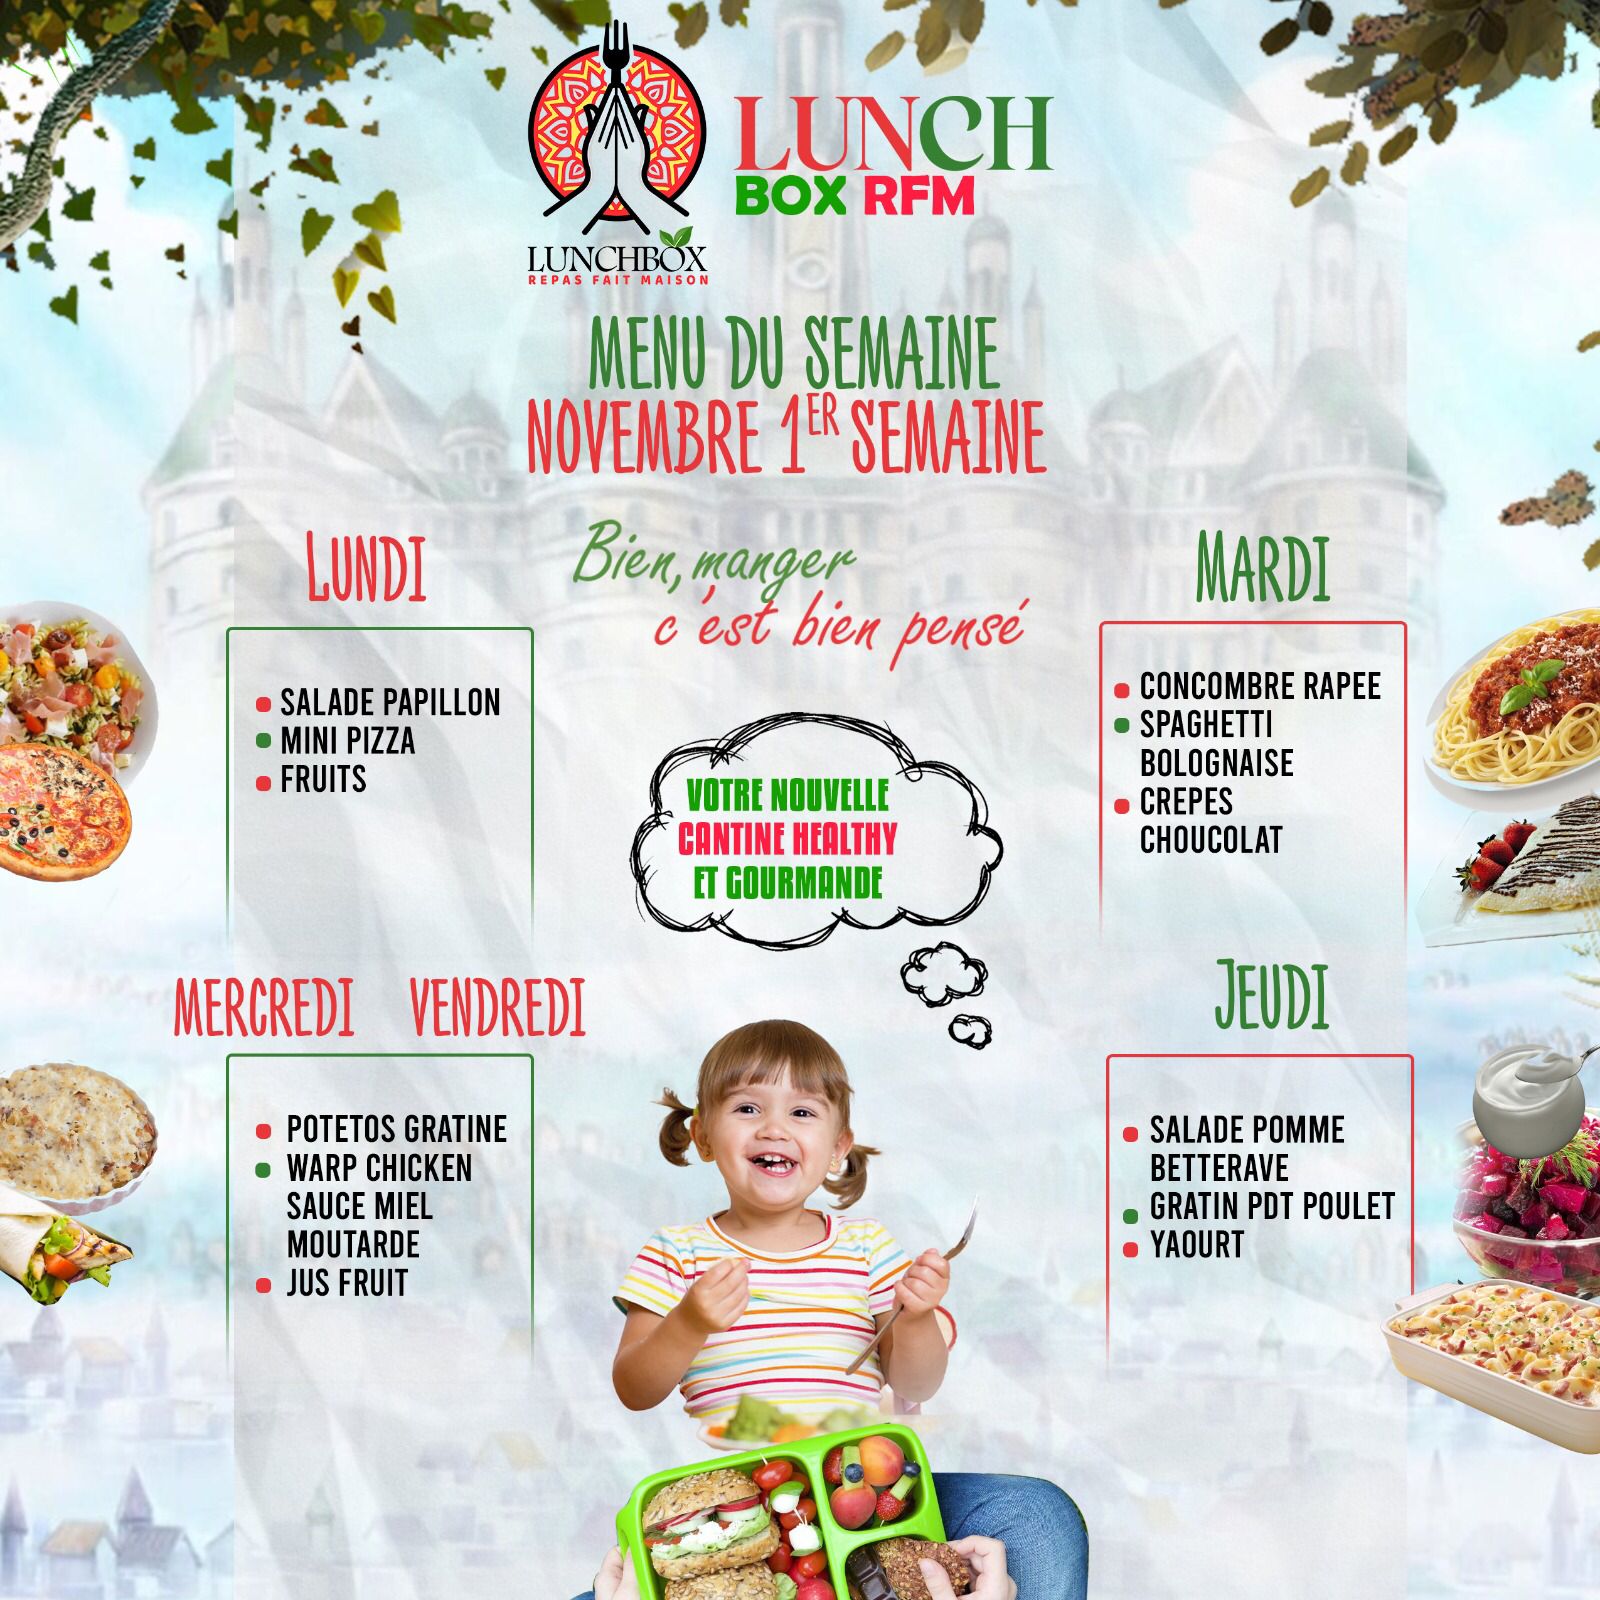 LUNCH
BOX RFM
LUNCHBOX
REPAS FAIT MAISON
MENU DU SEMAINE
NOVEMBRE 1ER SEMAINE
Bien, manger
c'est bien pensé
LUNDI
SALADE PAPILLON
MINI PIZZA
FRUITS
MARDI
CONCOMBRE RAPEE
SPAGHETTI
BOLOGNAISE
CREPES
CHOUCOLAT
VOTRE NOUVELLE
CANTINE HEALTHY
ET GOURMANDE
MERCREDI VENDREDI
POTETOS GRATINE
WARP CHICKEN
SAUCE MIEL
MOUTARDE
JUS FRUIT
JEUDI
SALADE POMME
BETTERAVE
GRATIN PDT POULET
YAOURT